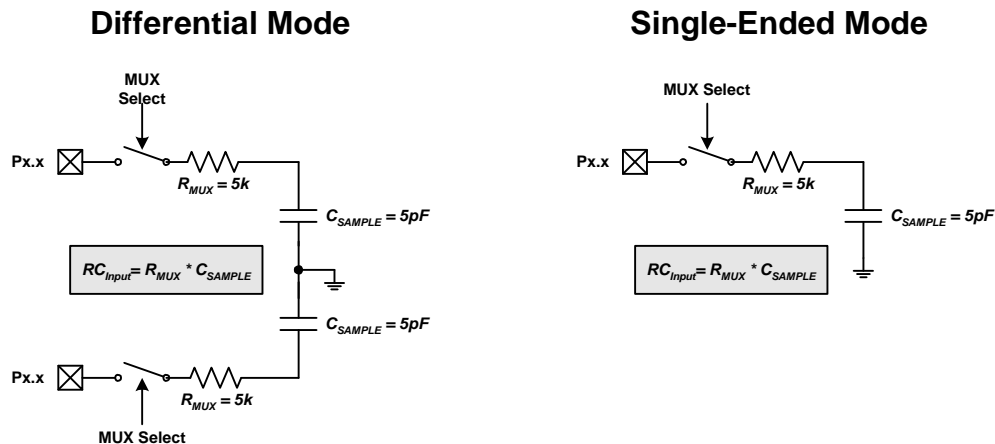 Differential Mode
MUX
Select
Px.x
R_MUX = 5k
C_SAMPLE = 5pF
RC_Input= R_MUX * C_SAMPLE
C_SAMPLE = 5pF
Px.x
R_MUX = 5k
MUX Select
Single-Ended Mode
MUX Select
Px.x
R_MUX = 5k
C_SAMPLE = 5pF
RC_Input= R_MUX * C_SAMPLE